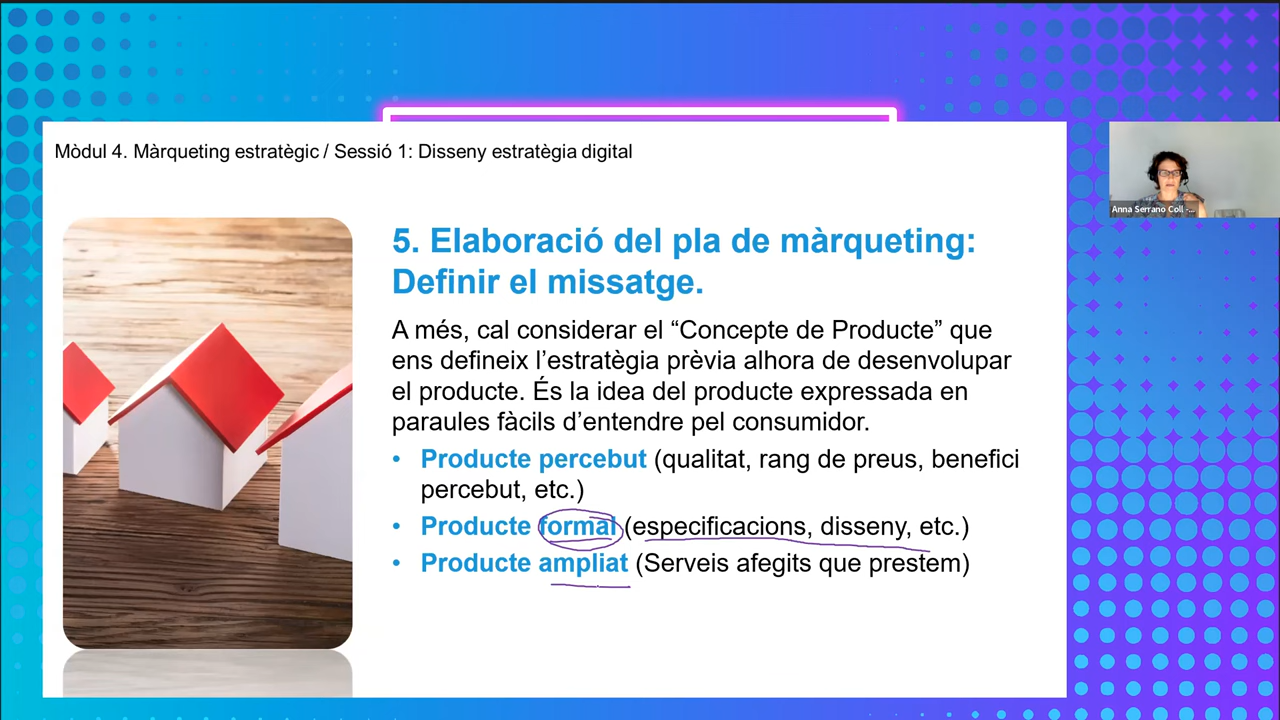 Mòdul 4. Màrqueting estratègic / Sessió 1: Disseny estratègia digital
Anna Serrano Coll -...
5. Elaboració del pla de màrqueting:
Definir el missatge.
A més, cal considerar el “Concepte de Producte” que
ens defineix l’estratègia prèvia alhora de desenvolupar
el producte. És la idea del producte expressada en
paraules fàcils d’entendre pel consumidor.
• Producte percebut (qualitat, rang de preus, benefici
percebut, etc.)
• Producte formal (especificacions, disseny, etc.)
• Producte ampliat (Serveis afegits que prestem)